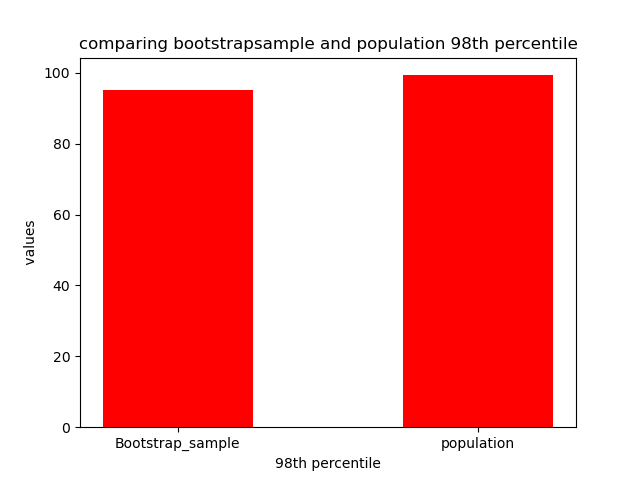 comparing bootstrapsample and population 98th percentile
values
100
80
60
40
20
0
Bootstrap_sample population
98th percentile